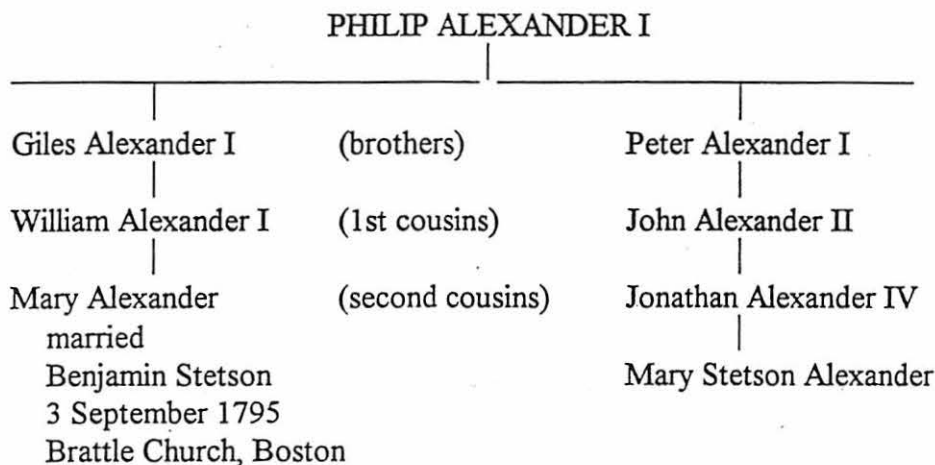 PHILIP ALEXANDER I
Giles Alexander I (brothers) Peter Alexander I
William Alexander I (1st cousins) John Alexander II
Mary Alexander (second cousins) Jonathan Alexander IV
married
Benjamin Stetson Mary Stetson Alexander
3 September 1795
Brattle Church, Boston